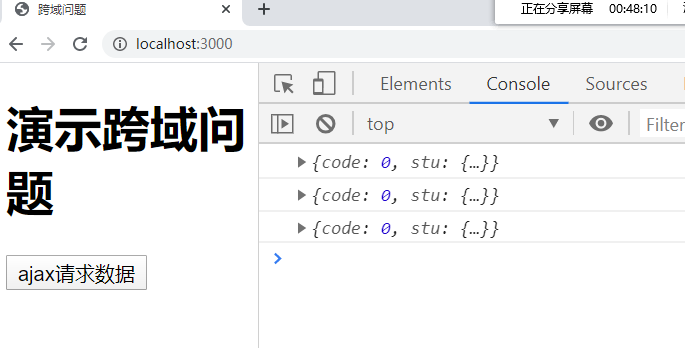 跨域问题
正在分享屏幕 00:48:10
localhost:3000
演示跨域问
题
ajax请求数据
Elements Console Sources
top Filter
{code: 0, stu: {…}}
{code: 0, stu: {…}}
{code: 0, stu: {…}}